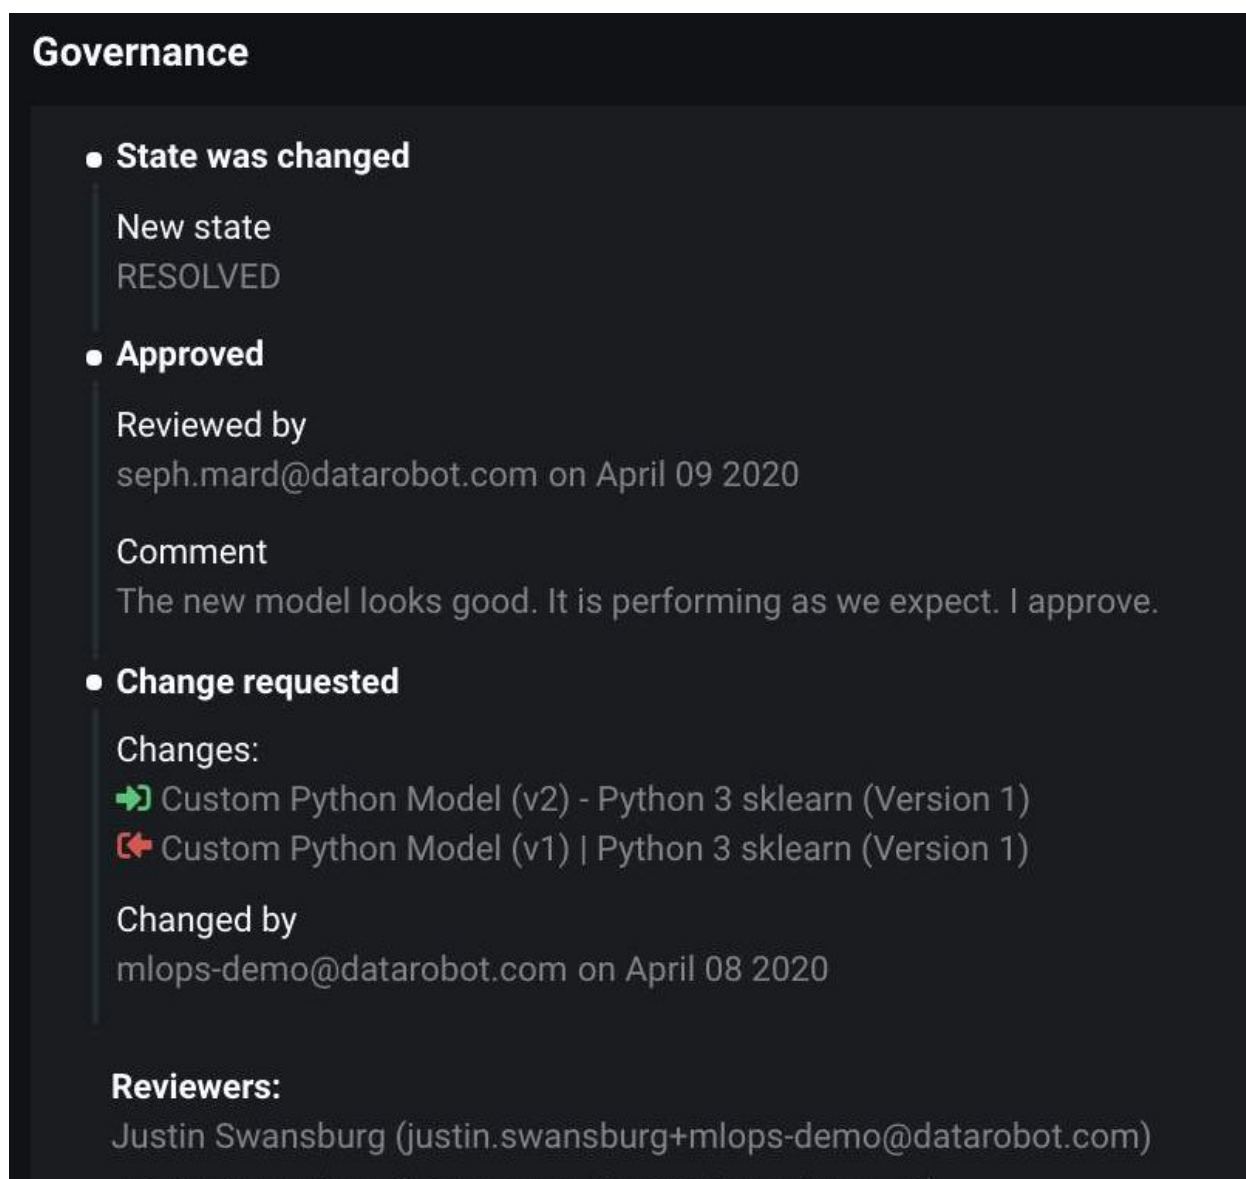 Governance
State was changed
New state
RESOLVED
Approved
Reviewed by
seph.mard@datarobot.com on April 09 2020
Comment
The new model looks good. It is performing as we expect. I approve.
Change requested
Changes:
Custom Python Model (v2) - Python 3 sklearn (Version 1)
Custom Python Model (v1) | Python 3 sklearn (Version 1)
Changed by
mlops-demo@datarobot.com on April 08 2020
Reviewers:
Justin Swansburg (justin.swansburg+mlops-demo@datarobot.com)